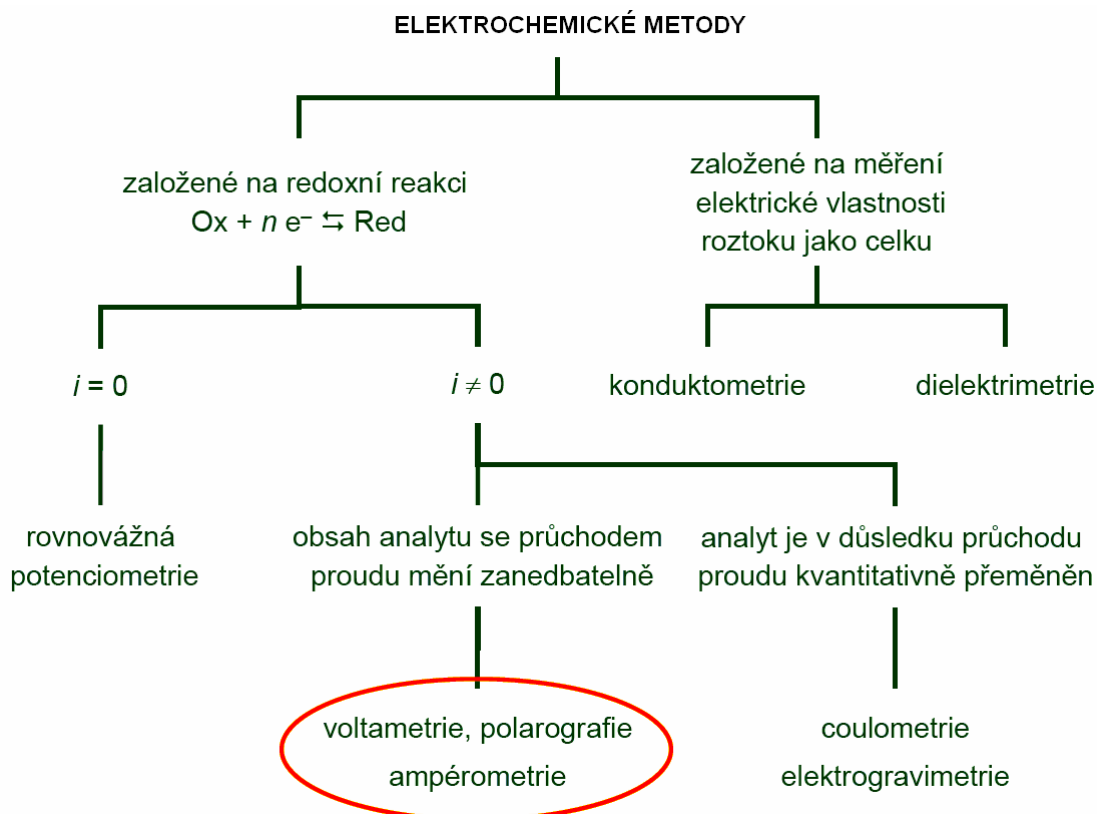 ELEKTROCHEMICKÉ METODY
založené na redoxní reakci
Ox + n e⁻ ⇆ Red
založené na měření
elektrické vlastnosti
roztoku jako celku
i = 0
i ≠ 0
konduktometrie
dielektrimetrie
rovnovážná
potenciometrie
obsah analytu se průchodem
proudu mění zanedbatelně
analyt je v důsledku průchodu
proudu kvantitativně přeměněn
voltametrie, polarografie
ampérometrie
coulometrie
elektrogravimetrie